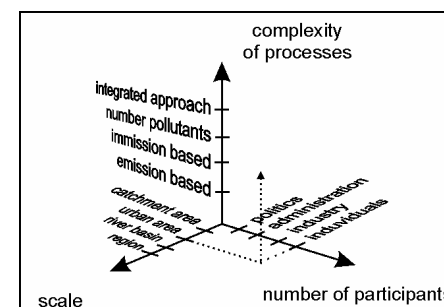 complexity
of processes
integrated approach
number pollutants
immission based
emission based
catchment area
urban area
river basin
region
politics
administration
industry
individuals
scale
number of participant